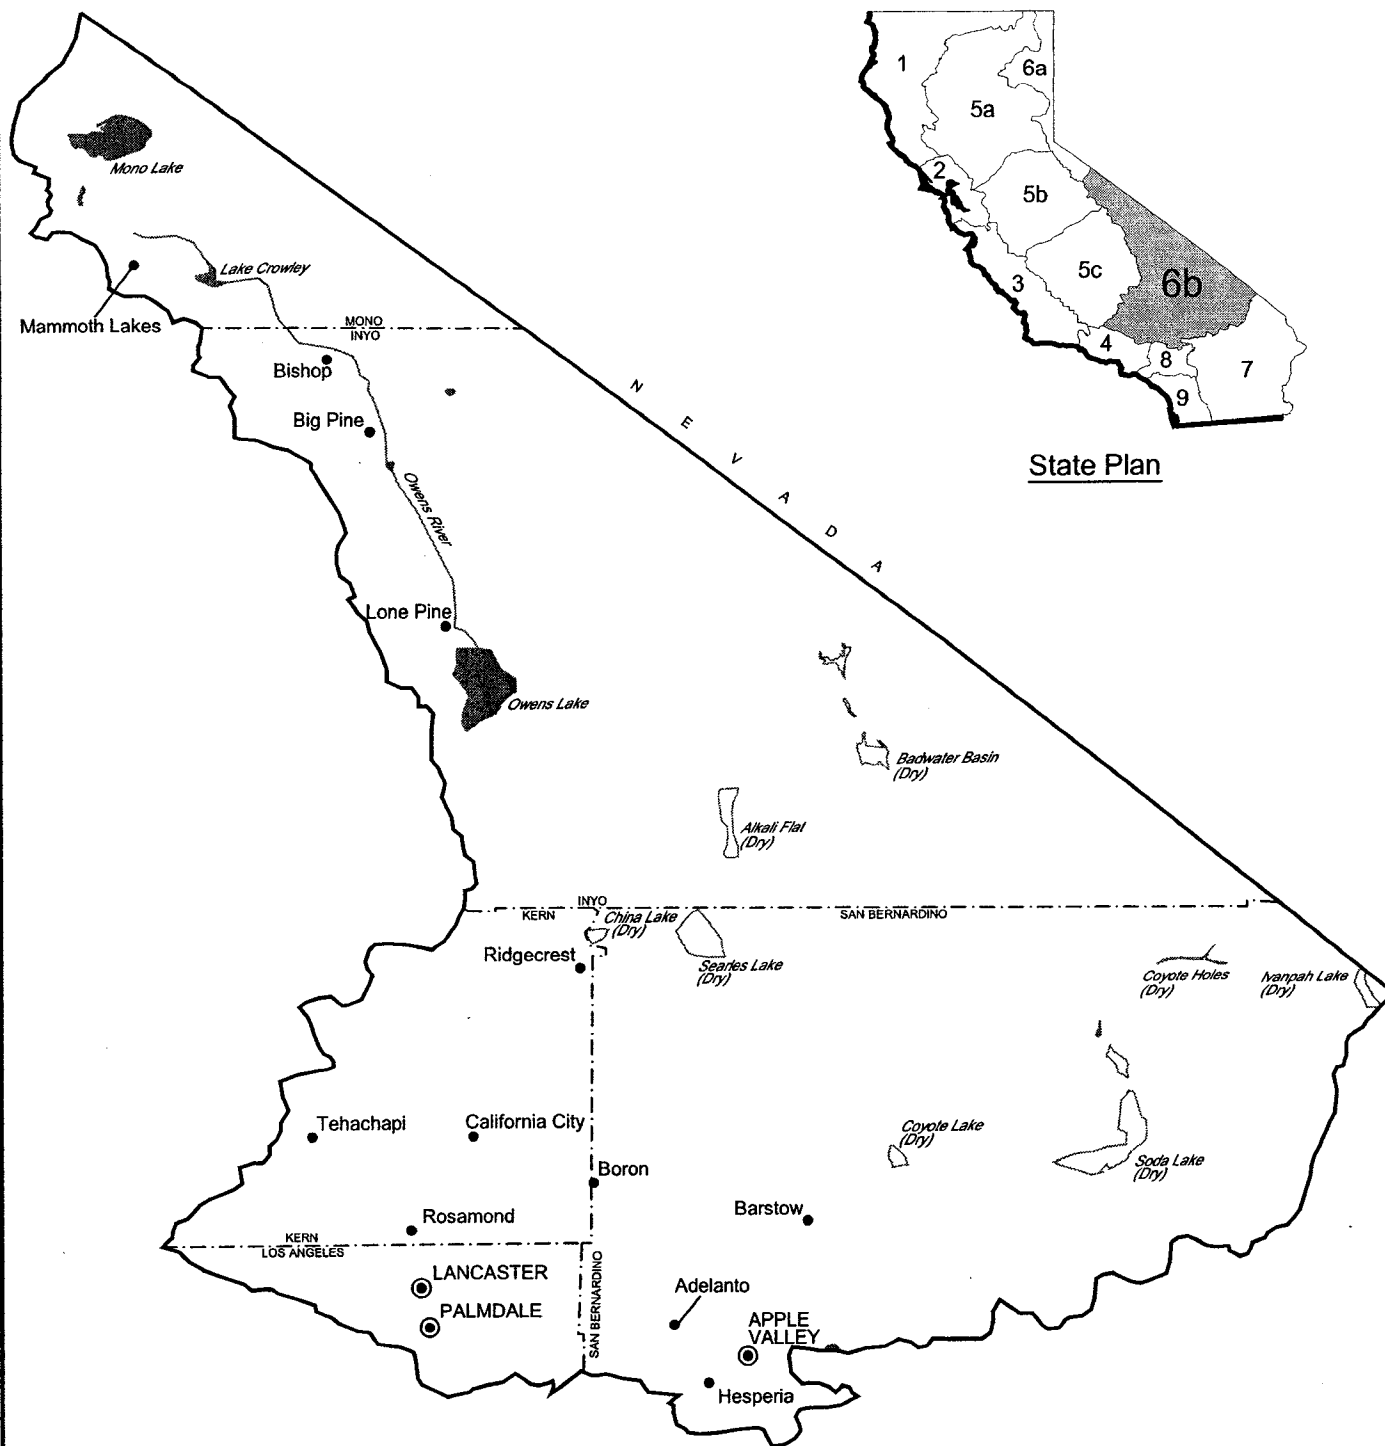 1
6a
5a
2
5b
5c
3
6b
4
8
7
9
State Plan
Mono Lake
Lake Crowley
Mammoth Lakes
MONO
INYO
Bishop
Big Pine
Owens River
NEVADA
Lone Pine
Owens Lake
Badwater Basin
(Dry)
Alkali Flat
(Dry)
INYO
KERN
SAN BERNARDINO
China Lake
(Dry)
Ridgecrest
Searles Lake
(Dry)
Coyote Holes
(Dry)
Ivanpah Lake
(Dry)
Tehachapi
California City
Coyote Lake
(Dry)
Soda Lake
(Dry)
Boron
Barstow
Rosamond
KERN
LOS ANGELES
SAN BERNARDINO
LANCASTER
PALMDALE
Adelanto
APPLE
VALLEY
Hesperia